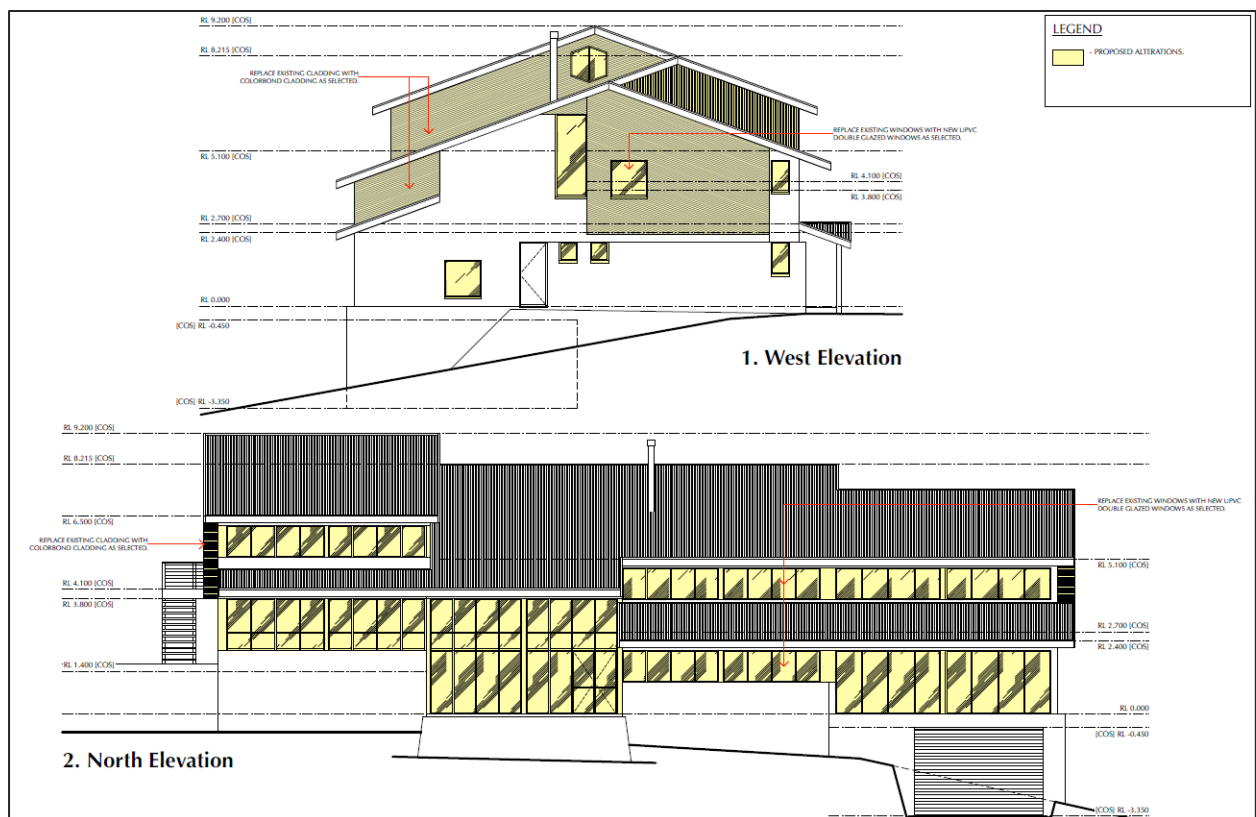 LEGEND
- PROPOSED ALTERATIONS.
RL 9.200 [COS]
RL 8.215 [COS]
REPLACE EXISTING CLADDING WITH
COLORBOND CLADDING AS SELECTED.
REPLACE EXISTING WINDOWS WITH NEW UPVC
DOUBLE GLAZED WINDOWS AS SELECTED.
RL 5.100 [COS]
RL 4.100 [COS]
RL 3.800 [COS]
RL 2.700 [COS]
RL 2.400 [COS]
RL 0.000
[COS] RL -0.450
1. West Elevation
[COS] RL -3.350
RL 9.200 [COS]
RL 8.215 [COS]
REPLACE EXISTING WINDOWS WITH NEW UPVC
DOUBLE GLAZED WINDOWS AS SELECTED.
RL 6.500 [COS]
REPLACE EXISTING CLADDING WITH
COLORBOND CLADDING AS SELECTED.
RL 5.100 [COS]
RL 4.100 [COS]
RL 3.800 [COS]
RL 2.700 [COS]
RL 2.400 [COS]
RL 1.400 [COS]
RL 0.000
[COS] RL -0.450
2. North Elevation
[COS] RL -3.350